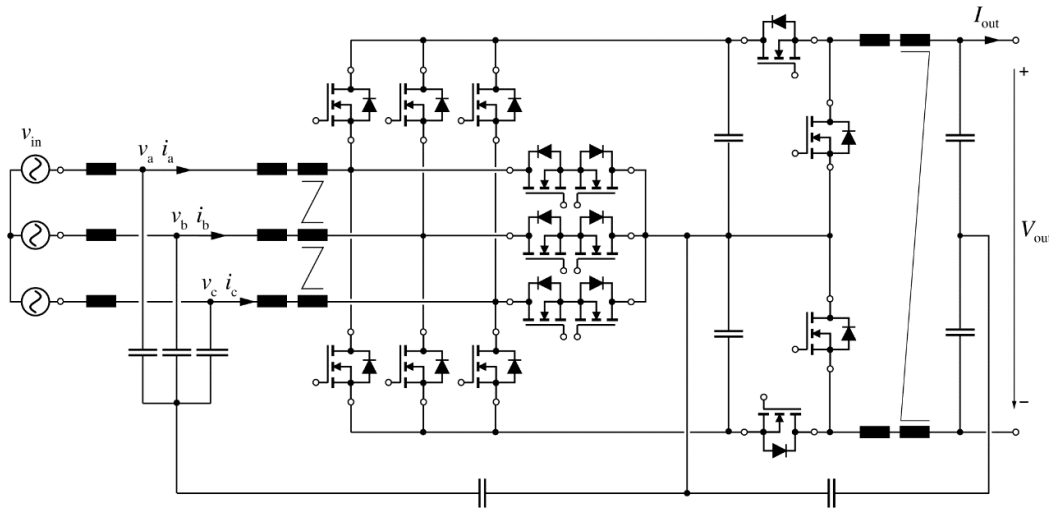 I_out
+
v_in
v_a i_a
v_b i_b
V_out
v_c i_c
−